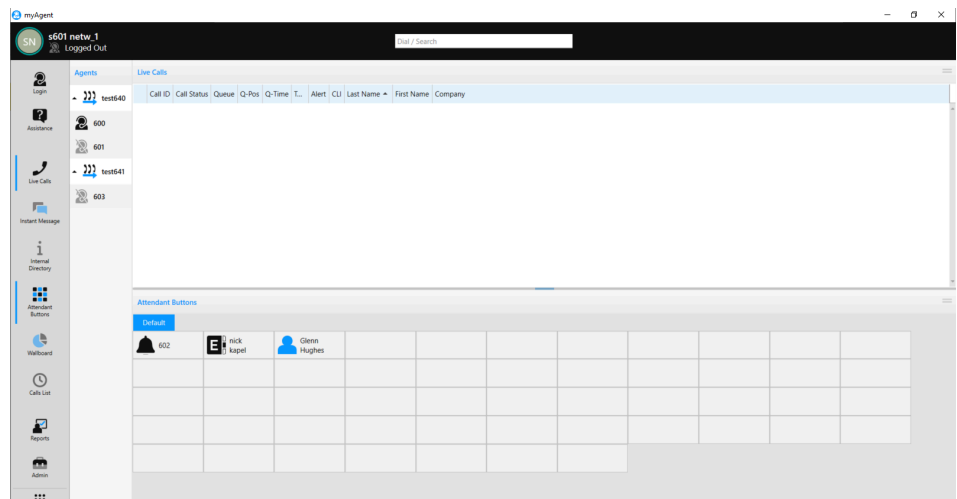 myAgent
SN
s601 netw_1
Logged Out
Dial / Search
Login
Assistance
Live Calls
Instant Message
Internal
Directory
Attendant
Buttons
Wallboard
Calls List
Reports
Admin
Agents
test640
600
601
test641
603
Live Calls
Call ID Call Status Queue Q-Pos Q-Time T... Alert CLI Last Name First Name Company
Attendant Buttons
Default
602
E
nick
kapel
Glenn
Hughes